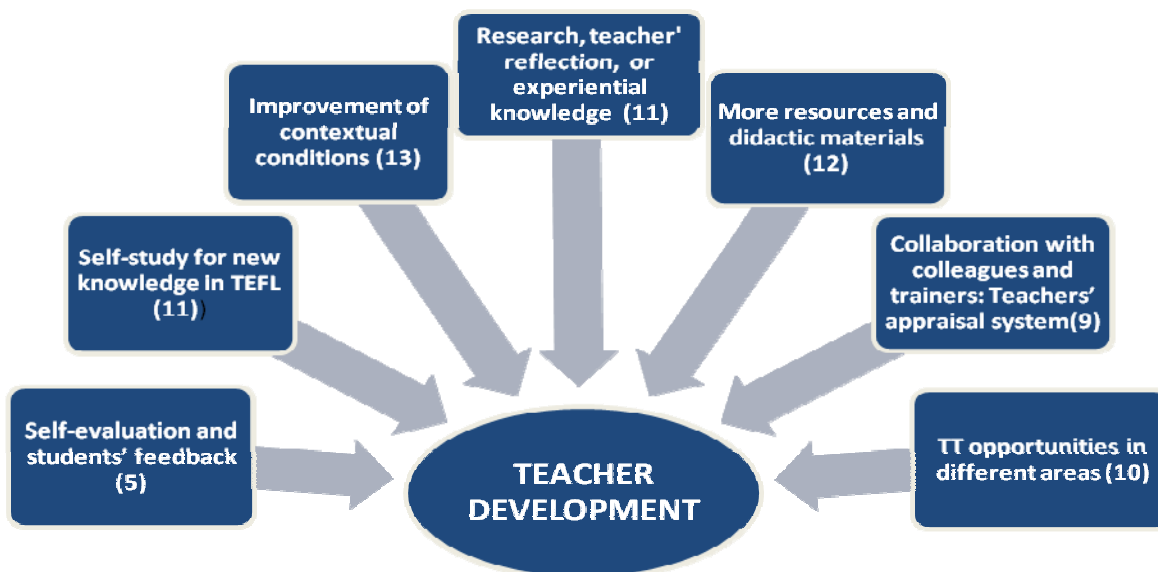 Research, teacher'
reflection, or
experiential
knowledge (11)
Improvement of
contextual
conditions (13)
More resources and
didactic materials
(12)
Self-study for new
knowledge in TEFL
(11))
Collaboration with
colleagues and
trainers: Teachers’
appraisal system(9)
Self-evaluation and
students’ feedback
(5)
TT opportunities in
different areas (10)
TEACHER
DEVELOPMENT